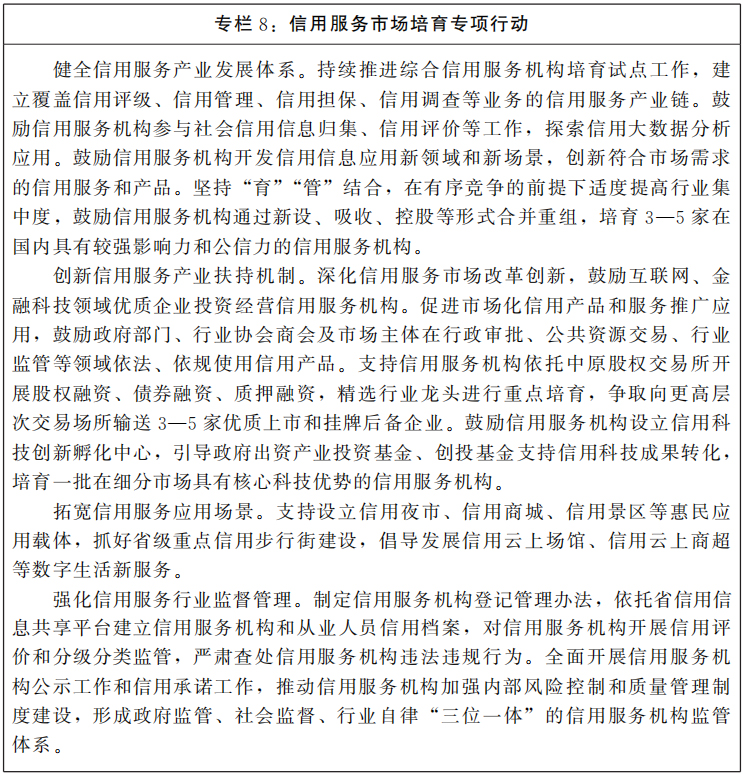 专栏 8：信用服务市场培育专项行动
健全信用服务产业发展体系。持续推进综合信用服务机构培育试点工作，建
立覆盖信用评级、信用管理、信用担保、信用调查等业务的信用服务产业链。鼓
励信用服务机构参与社会信用信息归集、信用评价等工作，探索信用大数据分析
应用。鼓励信用服务机构开发信用信息应用新领域和新场景，创新符合市场需求
的信用服务和产品。坚持“育”“管”结合，在有序竞争的前提下适度提高行业集
中度，鼓励信用服务机构通过新设、吸收、控股等形式合并重组，培育 3—5 家在
国内具有较强影响力和公信力的信用服务机构。
创新信用服务产业扶持机制。深化信用服务市场改革创新，鼓励互联网、金
融科技领域优质企业投资经营信用服务机构。促进市场化信用产品和服务推广应
用，鼓励政府部门、行业协会商会及市场主体在行政审批、公共资源交易、行业
监管等领域依法、依规使用信用产品。支持信用服务机构依托中原股权交易所开
展股权融资、债券融资、质押融资，精选行业龙头进行重点培育，争取向更高层
次交易场所输送 3—5 家优质上市和挂牌后备企业。鼓励信用服务机构设立信用科
技创新孵化中心，引导政府出资产业投资基金、创投基金支持信用科技成果转化，
培育一批在细分市场具有核心科技优势的信用服务机构。
拓宽信用服务应用场景。支持设立信用夜市、信用商城、信用景区等惠民应
用载体，抓好省级重点信用步行街建设，倡导发展信用云上场馆、信用云上商超
等数字生活新服务。
强化信用服务行业监督管理。制定信用服务机构登记管理办法，依托省信用信
息共享平台建立信用服务机构和从业人员信用档案，对信用服务机构开展信用评
价和分级分类监管，严肃查处信用服务机构违法违规行为。全面开展信用服务机
构公示工作和信用承诺工作，推动信用服务机构加强内部风险控制和质量管理制
度建设，形成政府监管、社会监督、行业自律“三位一体”的信用服务机构监管
体系。